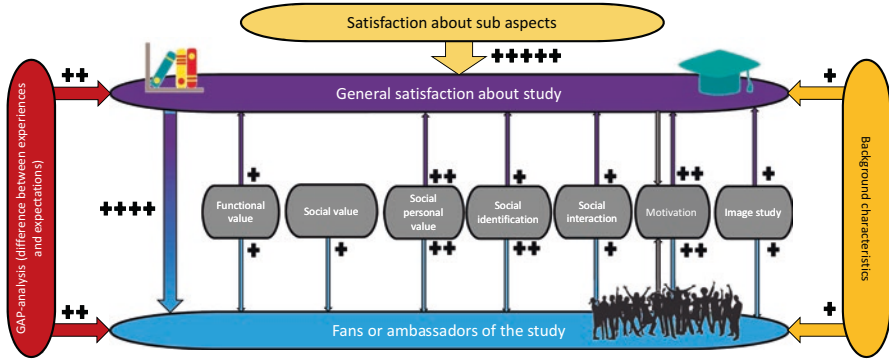 Satisfaction about sub aspects
+++++
++
+
General satisfaction about study
GAP-analysis (difference between experiences
and expectations)
Background characteristics
++++
+
++
+
+
++
+
Functional
value
Social value
Social
personal
value
Social
identification
Social
interaction
Motivation
Image study
+
+
++
++
+
++
+
++
+
Fans or ambassadors of the study